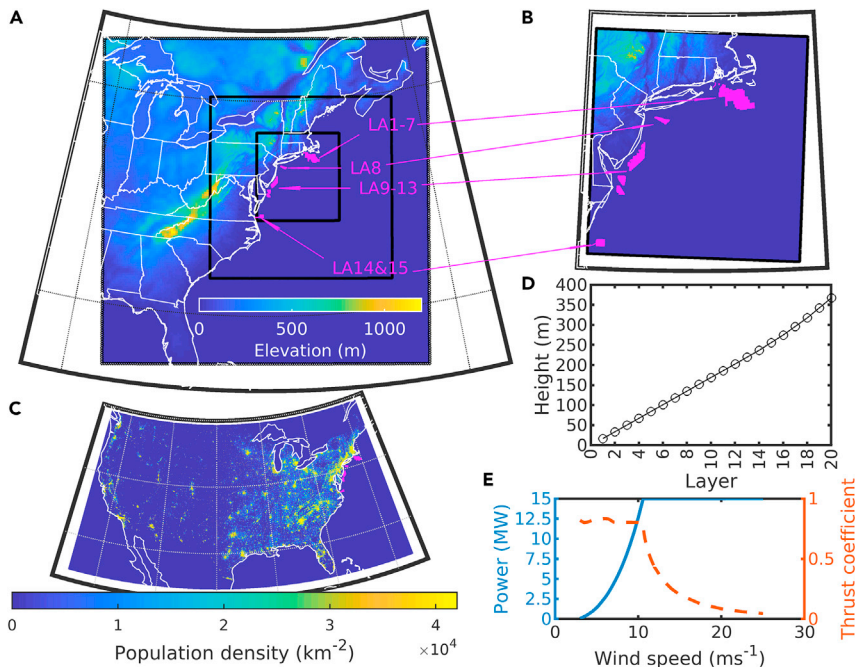 A
B
LA1-7
LA8
LA9-13
LA14&15
0 500 1000
Elevation (m)
C
0 1 2 3 4
Population density (km-2) ×10^4
D
400
350
300
250
200
150
100
50
0
Height (m)
0 2 4 6 8 10 12 14 16 18 20
Layer
E
15
12.5
10
7.5
5
2.5
0
Power (MW)
1
0.5
0
Thrust coefficient
0 10 20 30
Wind speed (ms-1)